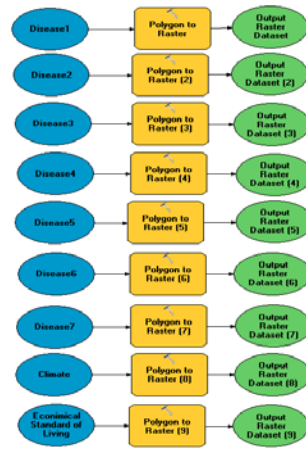 Disease1
Polygon to
Raster
Output
Raster
Dataset
Disease2
Polygon to
Raster (2)
Output
Raster
Dataset (2)
Disease3
Polygon to
Raster (3)
Output
Raster
Dataset (3)
Disease4
Polygon to
Raster (4)
Output
Raster
Dataset (4)
Disease5
Polygon to
Raster (5)
Output
Raster
Dataset (5)
Disease6
Polygon to
Raster (6)
Output
Raster
Dataset (6)
Disease7
Polygon to
Raster (7)
Output
Raster
Dataset (7)
Climate
Polygon to
Raster (8)
Output
Raster
Dataset (8)
Econimical
Standard of
Living
Polygon to
Raster (9)
Output
Raster
Dataset (9)